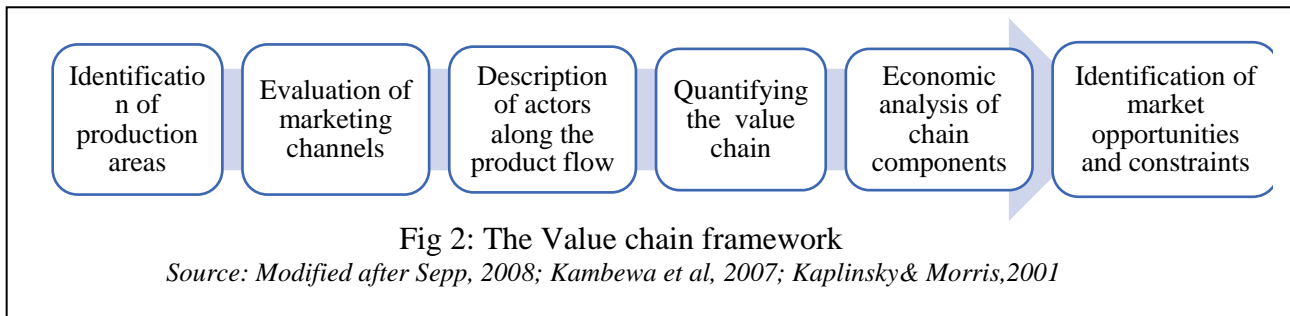 Identificatio
n of
production
areas
Evaluation of
marketing
channels
Description
of actors
along the
product flow
Quantifying
the value
chain
Economic
analysis of
chain
components
Identification of
market
opportunities
and constraints
Fig 2: The Value chain framework
Source: Modified after Sepp, 2008; Kambewa et al, 2007; Kaplinsky& Morris,2001